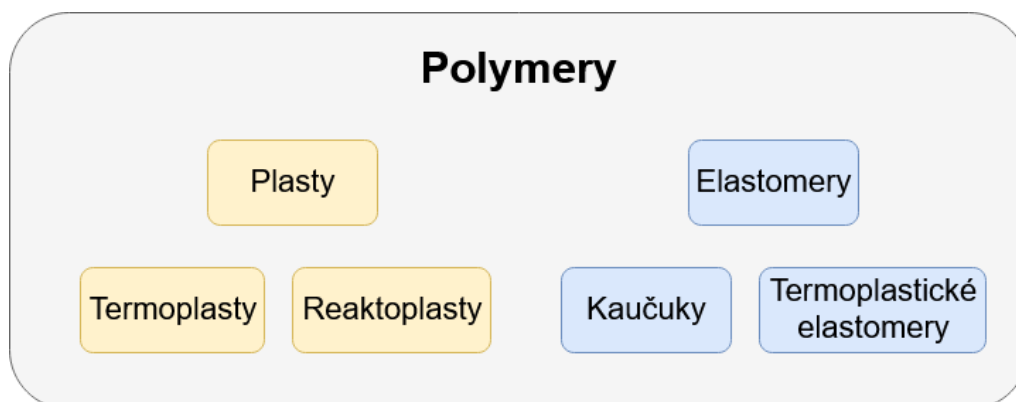 Polymery
Plasty
Elastomery
Termoplasty
Reaktoplasty
Kaučuky
Termoplastické
elastomery